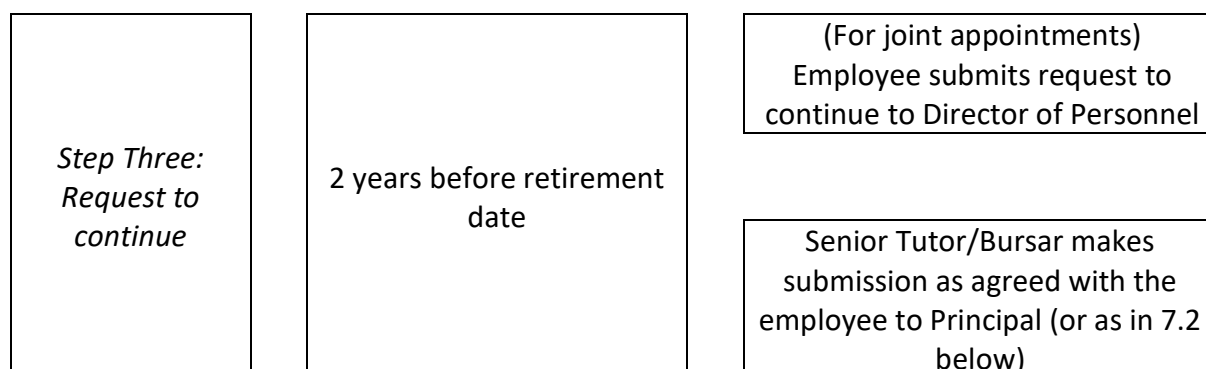 Step Three:
Request to
continue
2 years before retirement
date
(For joint appointments)
Employee submits request to
continue to Director of Personnel
Senior Tutor/Bursar makes
submission as agreed with the
employee to Principal (or as in 7.2
below)